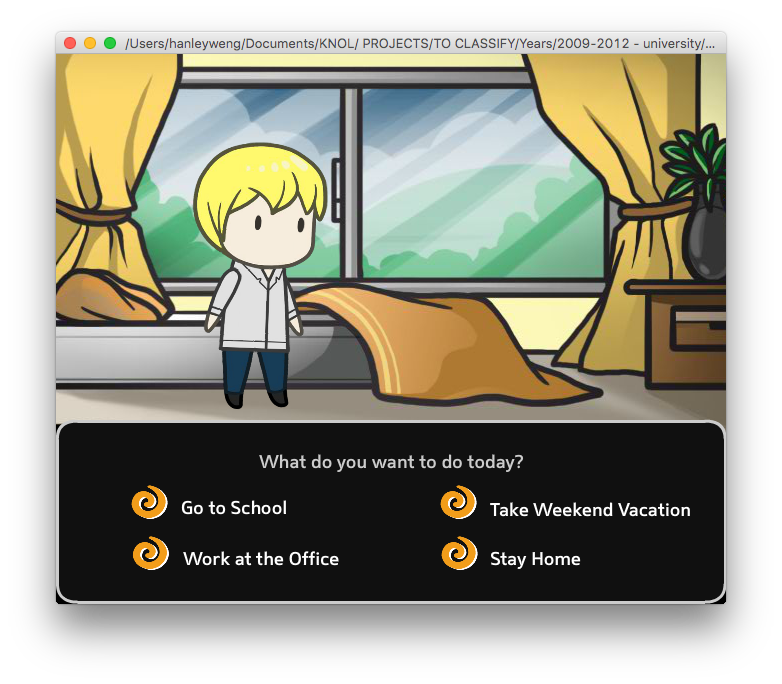 /Users/hanleyweng/Documents/KNOL/ PROJECTS/TO CLASSIFY/Years/2009-2012 - university/...
What do you want to do today?
Go to School
Take Weekend Vacation
Work at the Office
Stay Home